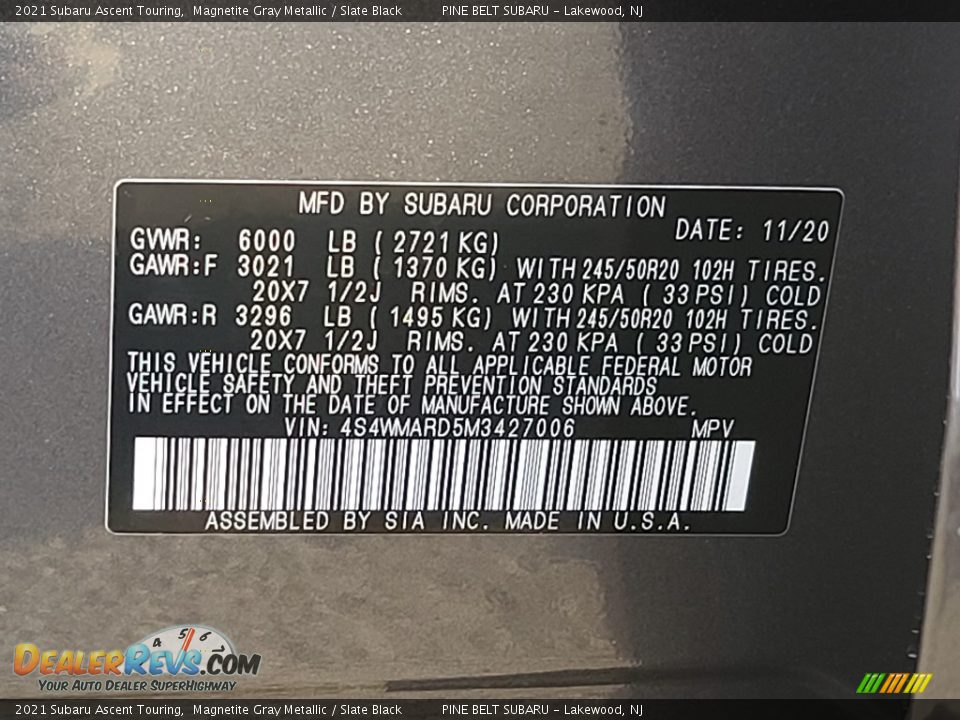 2021 Subaru Ascent Touring, Magnetite Gray Metallic / Slate Black PINE BELT SUBARU - Lakewood, NJ
MFD BY SUBARU CORPORATION
DATE: 11/20
GVWR: 6000 LB (2721 KG)
GAWR:F 3021 LB (1370 KG) WITH 245/50R20 102H TIRES.
20X7 1/2J RIMS. AT 230 KPA (33 PSI) COLD
GAWR:R 3296 LB (1495 KG) WITH 245/50R20 102H TIRES.
20X7 1/2J RIMS. AT 230 KPA (33 PSI) COLD
THIS VEHICLE CONFORMS TO ALL APPLICABLE FEDERAL MOTOR
VEHICLE SAFETY AND THEFT PREVENTION STANDARDS
IN EFFECT ON THE DATE OF MANUFACTURE SHOWN ABOVE.
VIN: 4S4WMARD5M3427006 MPV
ASSEMBLED BY SIA INC. MADE IN U.S.A.
4 5 6
DEALERREVS.COM
YOUR AUTO DEALER SUPERHIGHWAY
2021 Subaru Ascent Touring, Magnetite Gray Metallic / Slate Black PINE BELT SUBARU - Lakewood, NJ